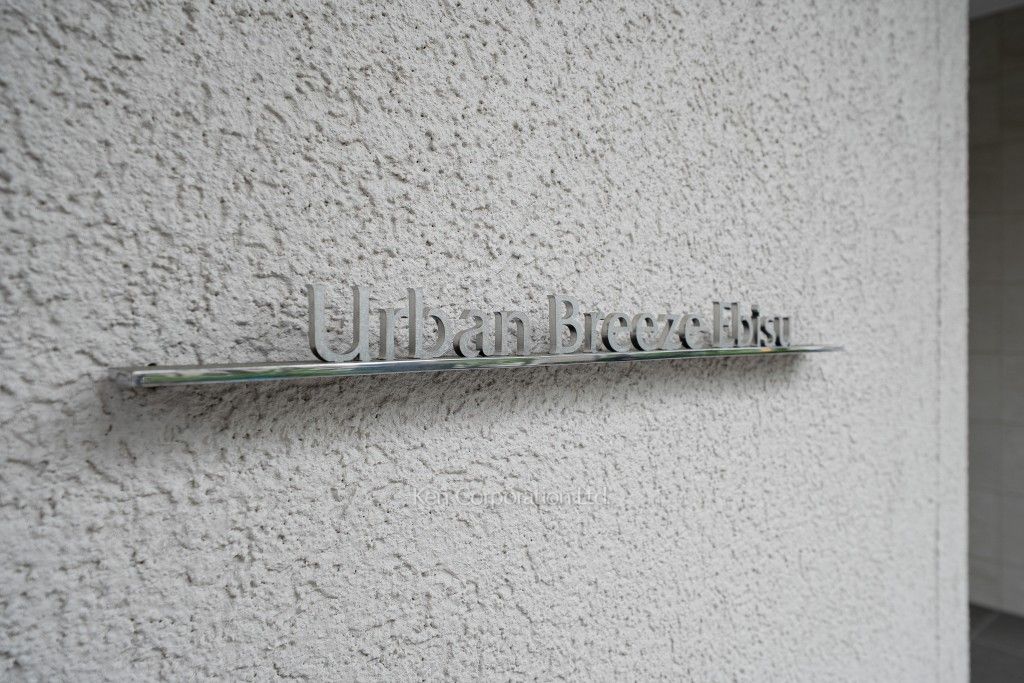 Urban Breeze Ebisu
Ken Corporation Ltd